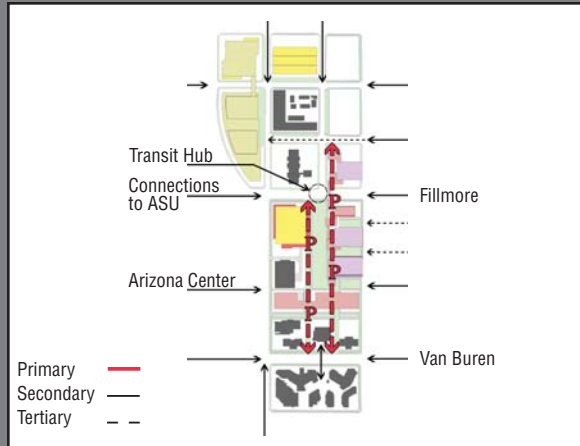 Transit Hub
Connections
to ASU
Fillmore
P
P
P
P
P
Arizona Center
Van Buren
Primary
Secondary
Tertiary